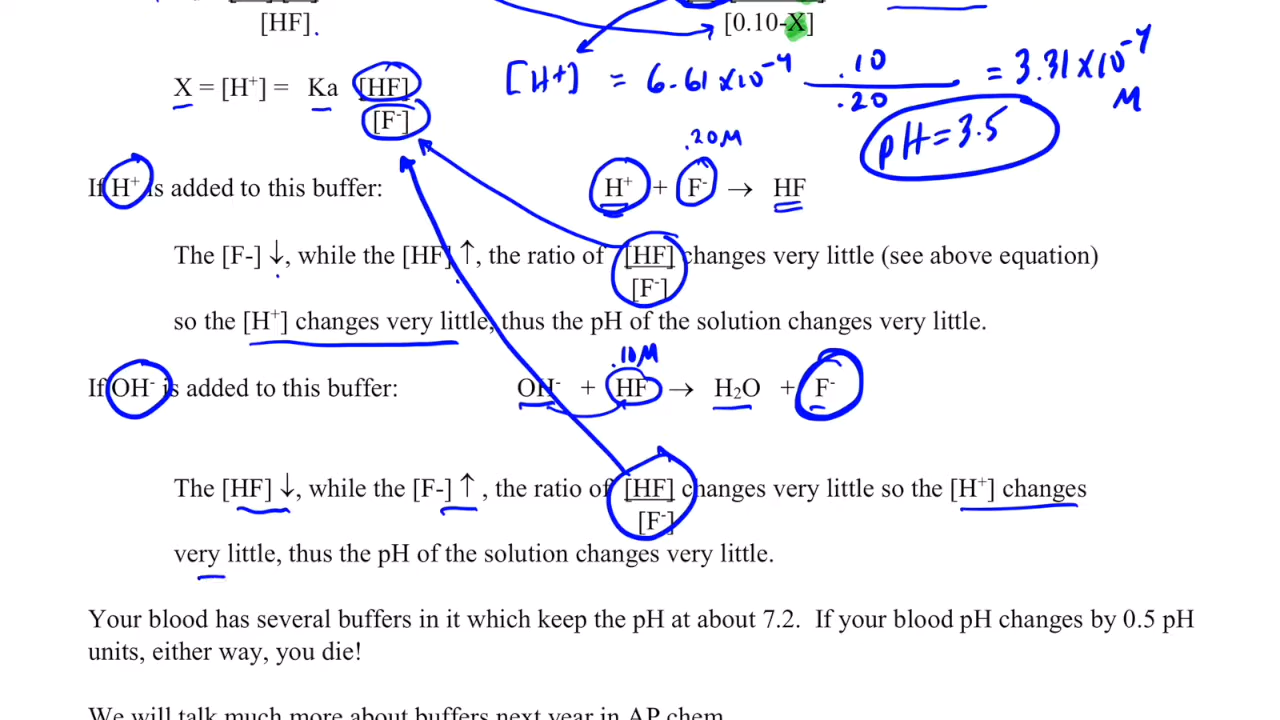 [HF].
[0.10-X]
X = [H⁺] = Ka [HF]
[F⁻]
[H+] = 6.61 x 10⁻⁴ .10 = 3.31 x 10⁻⁴
.20 M
pH = 3.5
.20M
If H⁺ is added to this buffer: H⁺ + F⁻ → HF
The [F-] ↓, while the [HF] ↑, the ratio of [HF] changes very little (see above equation)
[F⁻]
so the [H⁺] changes very little, thus the pH of the solution changes very little.
.10M
If OH⁻ is added to this buffer: OH⁻ + HF → H₂O + F⁻
The [HF] ↓, while the [F-] ↑, the ratio of [HF] changes very little so the [H⁺] changes
[F⁻]
very little, thus the pH of the solution changes very little.
Your blood has several buffers in it which keep the pH at about 7.2. If your blood pH changes by 0.5 pH
units, either way, you die!
We will talk much more about buffers next year in AP chem